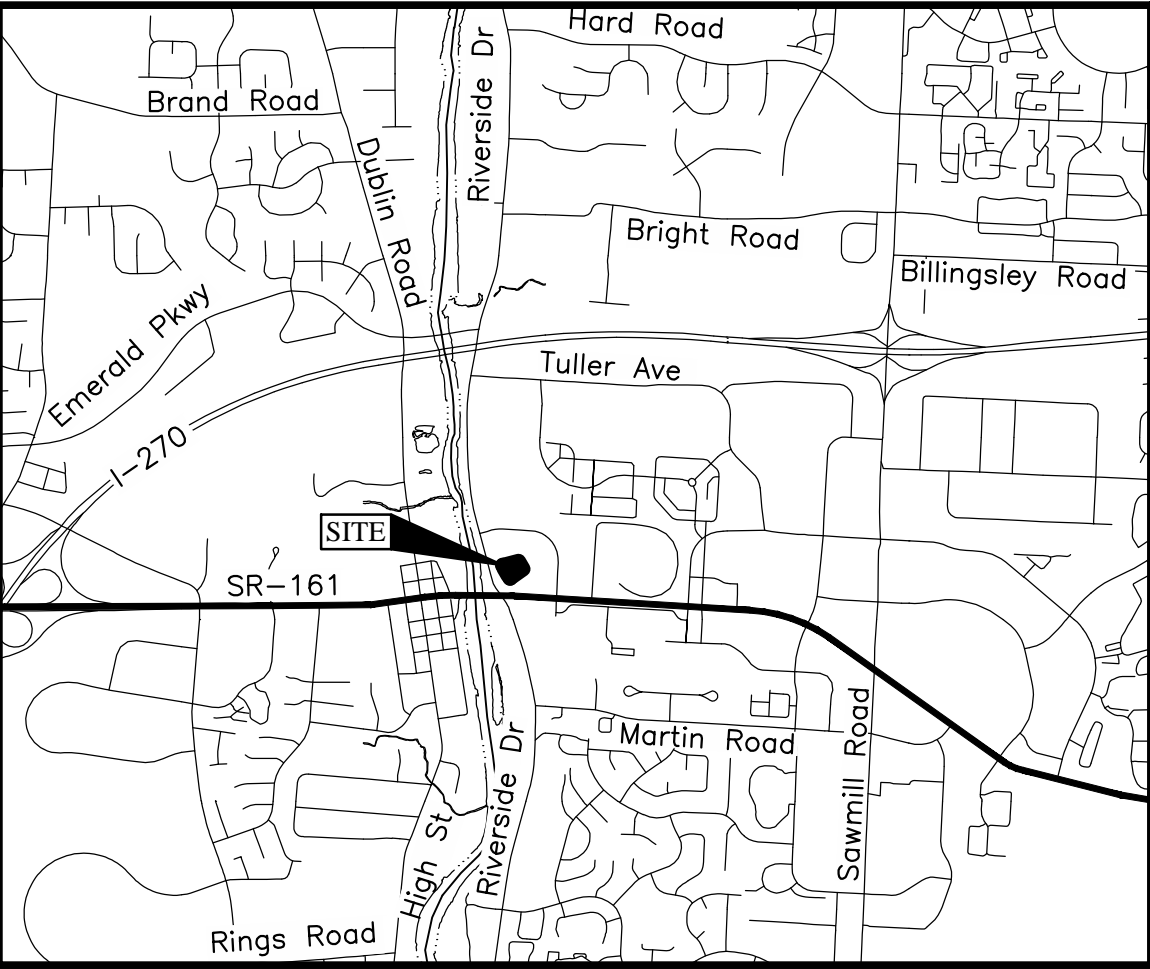 Hard Road
Riverside Dr
Brand Road
Dublin Road
Bright Road
Billingsley Road
Emerald Pkwy
Tuller Ave
I-270
SITE
SR-161
Martin Road
Sawmill Road
Riverside Dr
High St
Rings Road